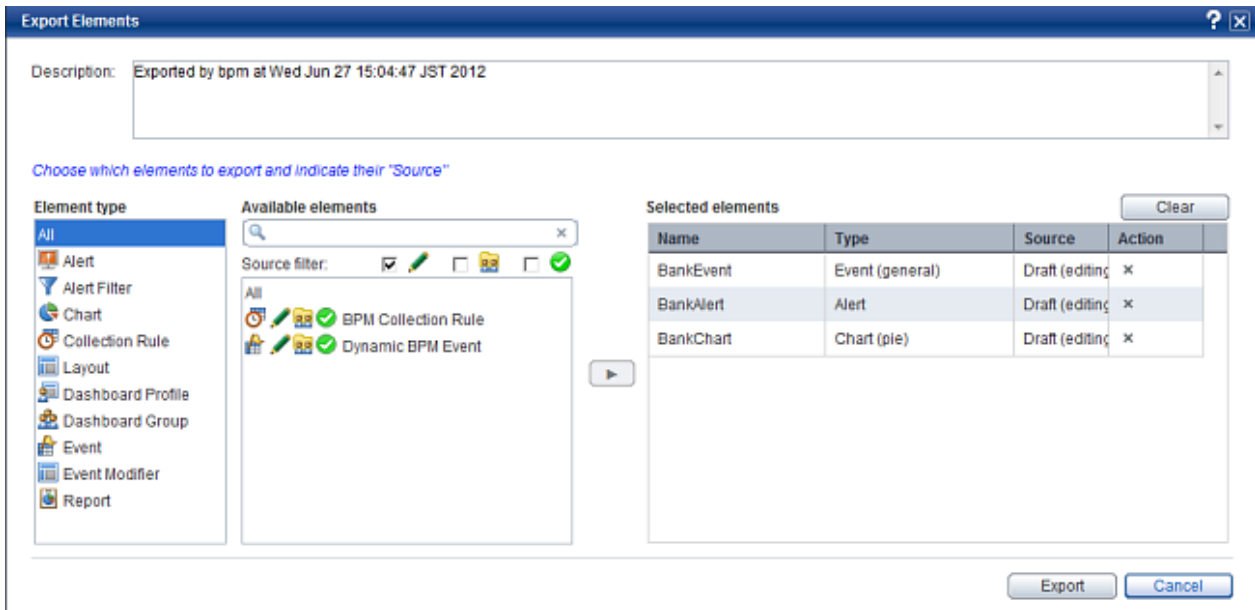 Export Elements
Description: Exported by bpm at Wed Jun 27 15:04:47 JST 2012
Choose which elements to export and indicate their "Source"
Element type
All
Alert
Alert Filter
Chart
Collection Rule
Layout
Dashboard Profile
Dashboard Group
Event
Event Modifier
Report
Available elements
Source filter:
All
BPM Collection Rule
Dynamic BPM Event
Selected elements
Clear
Name Type Source Action
BankEvent Event (general) Draft (editing
BankAlert Alert Draft (editing
BankChart Chart (pie) Draft (editing
Export Cancel